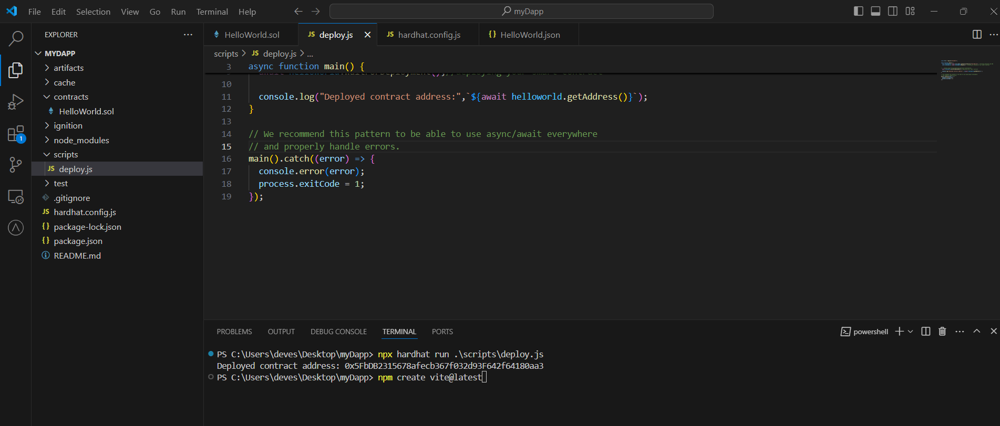 File Edit Selection View Go Run Terminal Help
myDapp
EXPLORER
MYDAPP
artifacts
cache
contracts
HelloWorld.sol
ignition
node_modules
scripts
JS deploy.js
test
.gitignore
JS hardhat.config.js
{} package-lock.json
{} package.json
README.md
1
HelloWorld.sol JS deploy.js JS hardhat.config.js {} HelloWorld.json
scripts > JS deploy.js > ...
3 async function main() {
10
11 console.log("Deployed contract address:",`${await helloworld.getAddress()}`);
12 }
13
14 // We recommend this pattern to be able to use async/await everywhere
15 // and properly handle errors.
16 main().catch((error) => {
17 console.error(error);
18 process.exitCode = 1;
19 });
PROBLEMS OUTPUT DEBUG CONSOLE TERMINAL PORTS
powershell
PS C:\Users\deves\Desktop\myDapp> npx hardhat run .\scripts\deploy.js
Deployed contract address: 0x5FbDB2315678afecb367f032d93F642f64180aa3
PS C:\Users\deves\Desktop\myDapp> npm create vite@latest